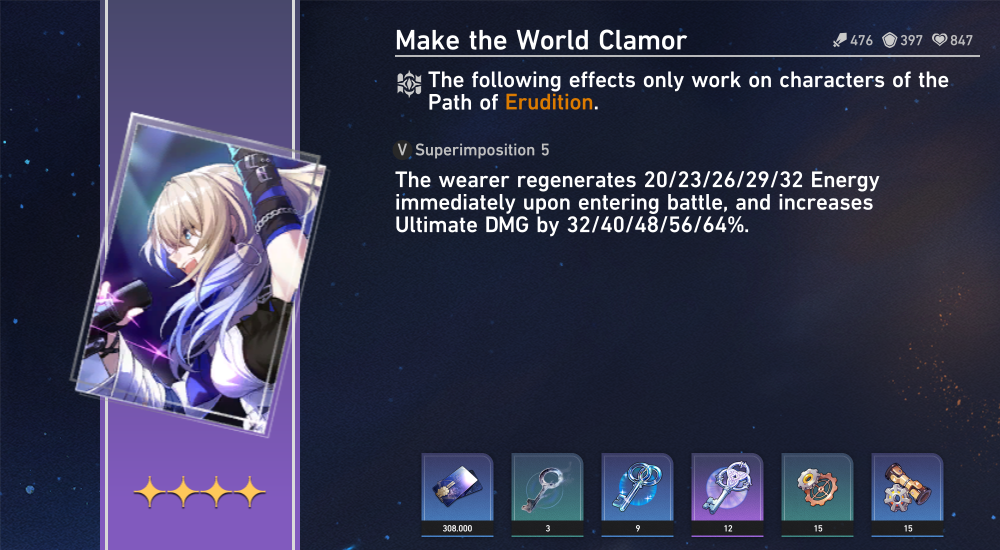 Make the World Clamor
476 397 847
The following effects only work on characters of the
Path of Erudition.
V Superimposition 5
The wearer regenerates 20/23/26/29/32 Energy
immediately upon entering battle, and increases
Ultimate DMG by 32/40/48/56/64%.
308.000 3 9 12 15 15